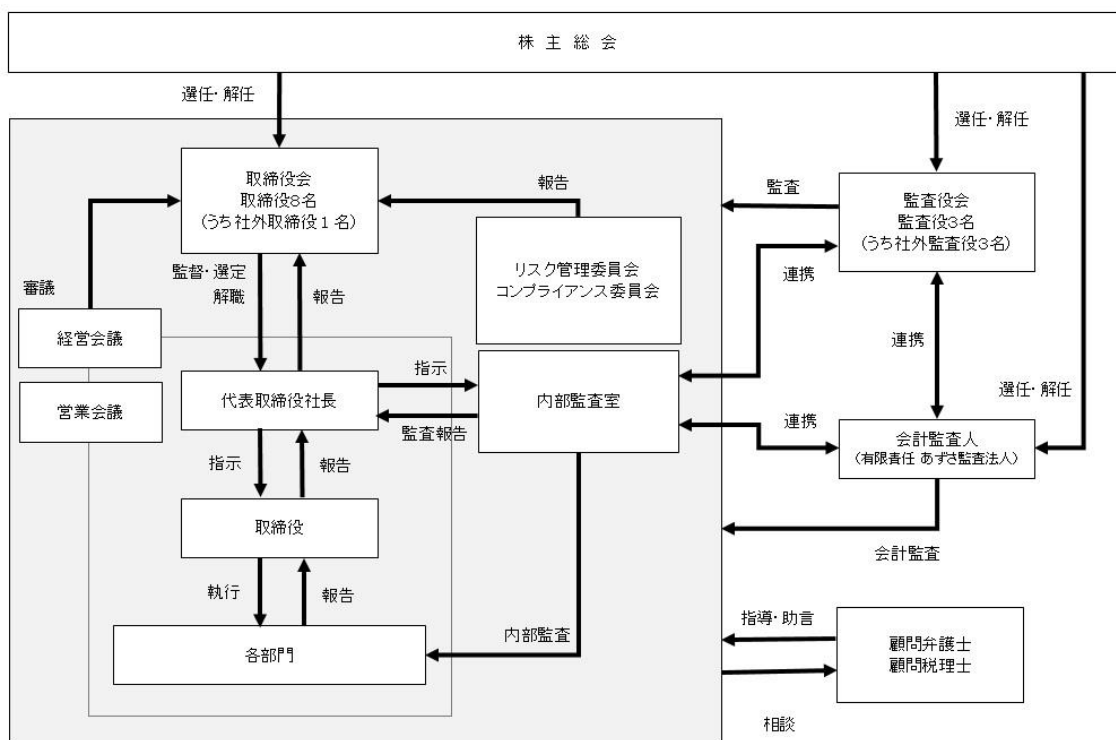 株 主 総 会
選任・解任
選任・解任
取締役会
取締役8名
(うち社外取締役1名)
報告
監査
監査役会
監査役3名
(うち社外監査役3名)
リスク管理委員会
コンプライアンス委員会
連携
監督・選定
解職
報告
審議
経営会議
営業会議
連携
代表取締役社長
指示
監査報告
内部監査室
選任・解任
連携
会計監査人
(有限責任 あずさ監査法人)
指示
報告
取締役
会計監査
執行
報告
各部門
内部監査
指導・助言
顧問弁護士
顧問税理士
相談